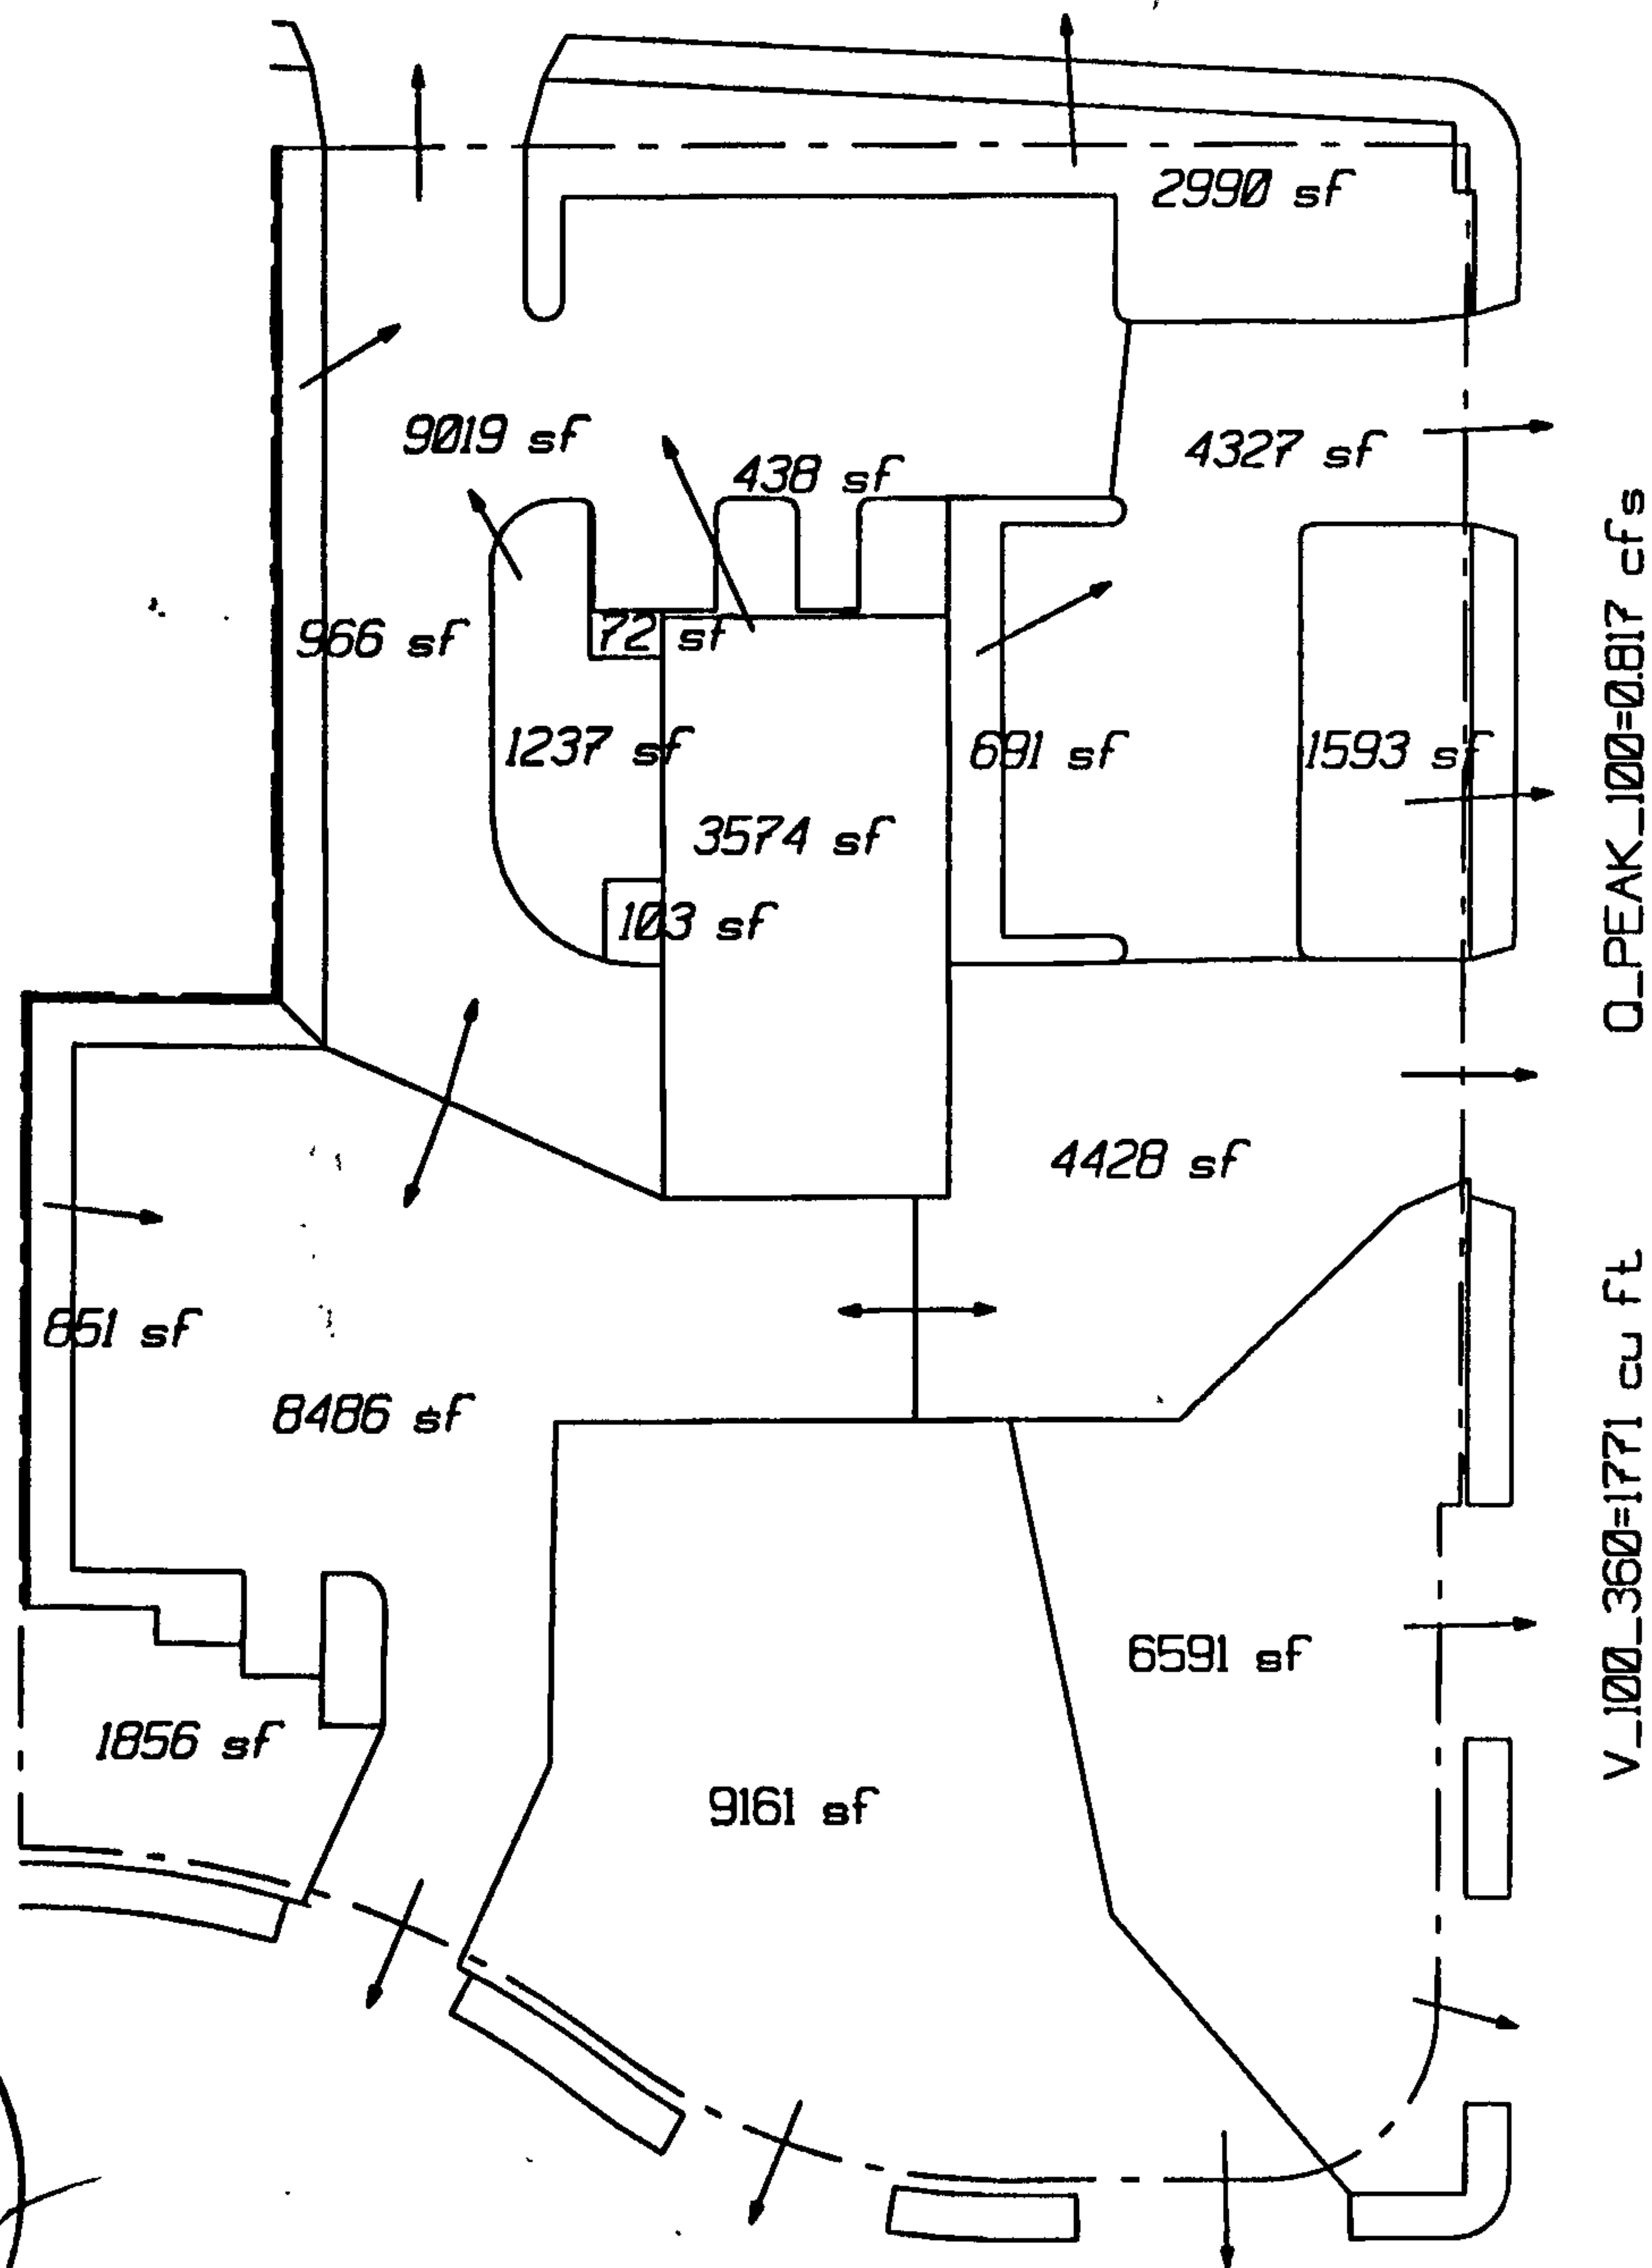 2990 sf
9019 sf
4327 sf
438 sf
966 sf
72 sf
1237 sf
681 sf
1593 sf
3574 sf
103 sf
4428 sf
851 sf
8486 sf
6591 sf
1856 sf
9161 sf
Q_PEAK_100=0.817 cfs
V_100_360=1771 cu ft